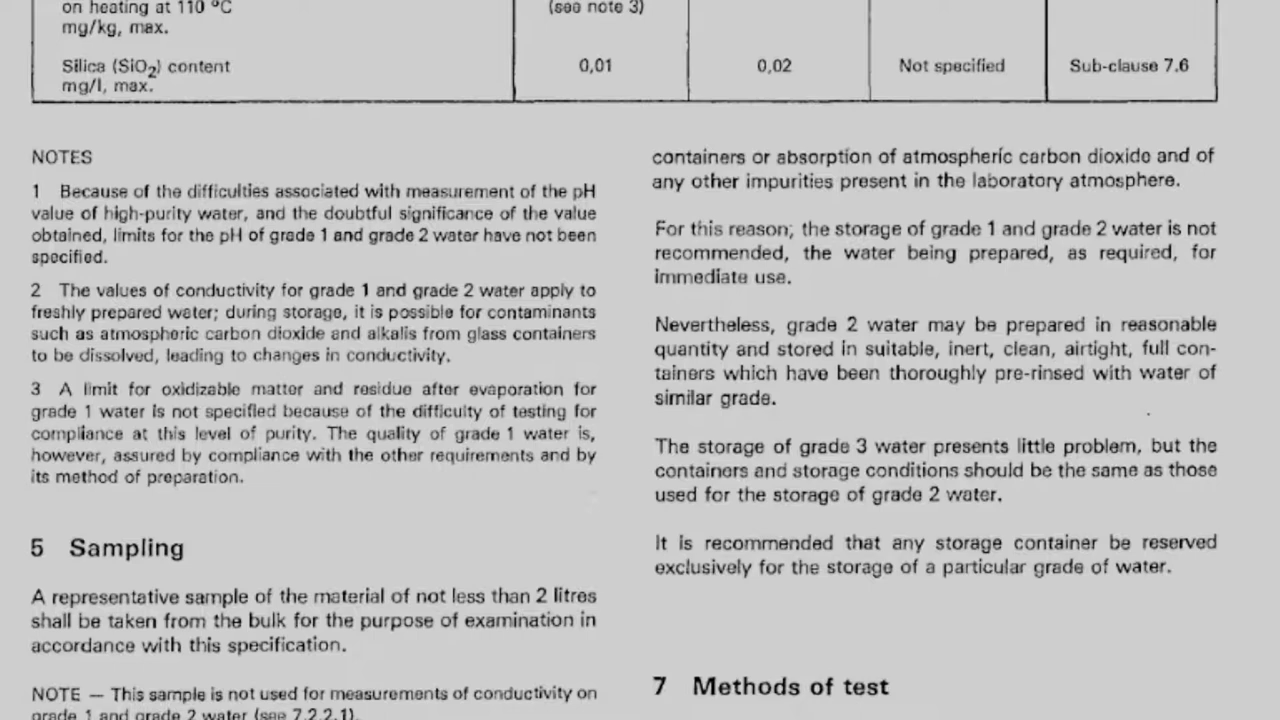 on heating at 110 ºC
(see note 3)
mg/kg, max.
Silica (SiO2) content
0,01
0,02
Not specified
Sub-clause 7.6
mg/l, max.
NOTES
1 Because of the difficulties associated with measurement of the pH
value of high-purity water, and the doubtful significance of the value
obtained, limits for the pH of grade 1 and grade 2 water have not been
specified.
2 The values of conductivity for grade 1 and grade 2 water apply to
freshly prepared water; during storage, it is possible for contaminants
such as atmospheric carbon dioxide and alkalis from glass containers
to be dissolved, leading to changes in conductivity.
3 A limit for oxidizable matter and residue after evaporation for
grade 1 water is not specified because of the difficulty of testing for
compliance at this level of purity. The quality of grade 1 water is,
however, assured by compliance with the other requirements and by
its method of preparation.
5 Sampling
A representative sample of the material of not less than 2 litres
shall be taken from the bulk for the purpose of examination in
accordance with this specification.
NOTE — This sample is not used for measurements of conductivity on
grade 1 and grade 2 water (see 7.2.2.1).
containers or absorption of atmospheric carbon dioxide and of
any other impurities present in the laboratory atmosphere.
For this reason; the storage of grade 1 and grade 2 water is not
recommended, the water being prepared, as required, for
immediate use.
Nevertheless, grade 2 water may be prepared in reasonable
quantity and stored in suitable, inert, clean, airtight, full con-
tainers which have been thoroughly pre-rinsed with water of
similar grade.
The storage of grade 3 water presents little problem, but the
containers and storage conditions should be the same as those
used for the storage of grade 2 water.
It is recommended that any storage container be reserved
exclusively for the storage of a particular grade of water.
7 Methods of test